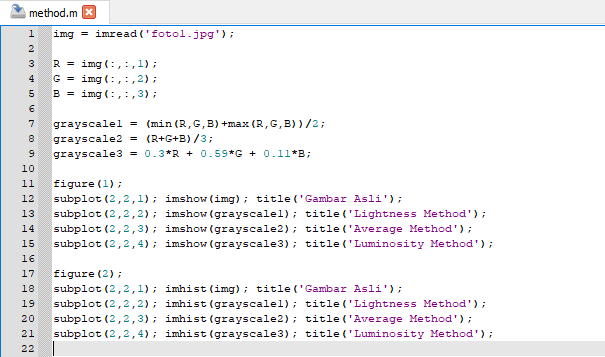 method.m
1 img = imread('foto1.jpg');
2
3 R = img(:,:,1);
4 G = img(:,:,2);
5 B = img(:,:,3);
6
7 grayscale1 = (min(R,G,B)+max(R,G,B))/2;
8 grayscale2 = (R+G+B)/3;
9 grayscale3 = 0.3*R + 0.59*G + 0.11*B;
10
11 figure(1);
12 subplot(2,2,1); imshow(img); title('Gambar Asli');
13 subplot(2,2,2); imshow(grayscale1); title('Lightness Method');
14 subplot(2,2,3); imshow(grayscale2); title('Average Method');
15 subplot(2,2,4); imshow(grayscale3); title('Luminosity Method');
16
17 figure(2);
18 subplot(2,2,1); imhist(img); title('Gambar Asli');
19 subplot(2,2,2); imhist(grayscale1); title('Lightness Method');
20 subplot(2,2,3); imhist(grayscale2); title('Average Method');
21 subplot(2,2,4); imhist(grayscale3); title('Luminosity Method');
22